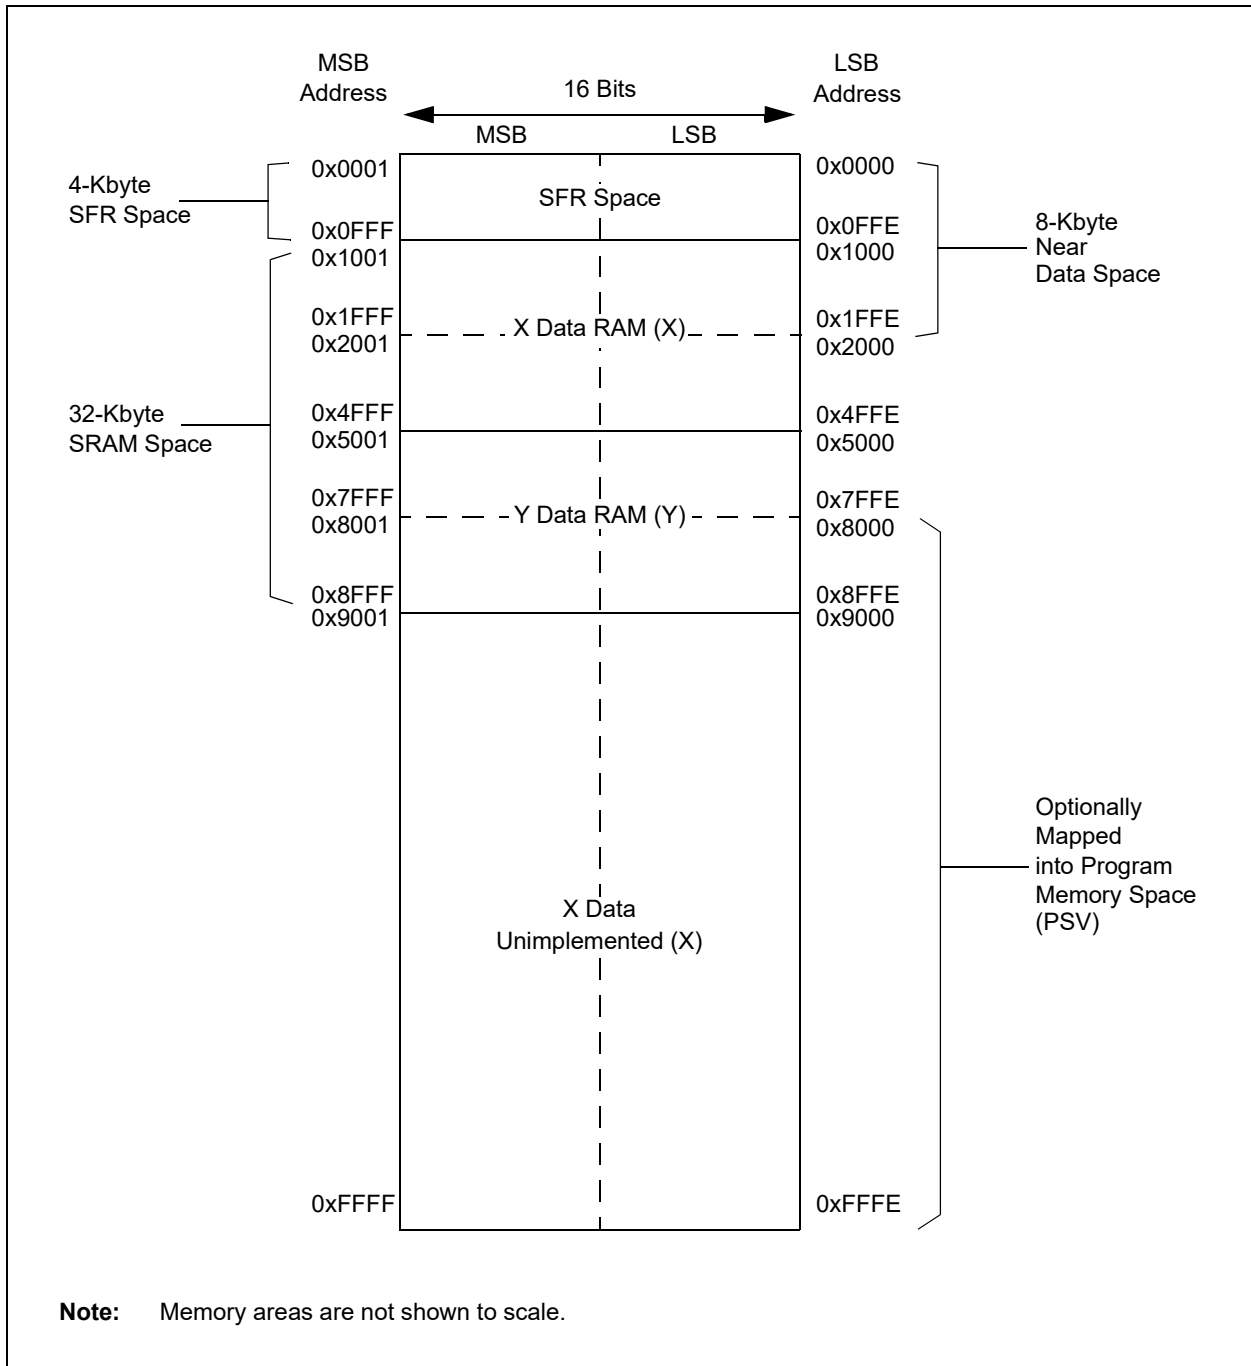 MSB
Address
LSB
Address
16 Bits
MSB
LSB
4-Kbyte
SFR Space
0x0001
0x0FFF
0x1001
SFR Space
0x0000
0x0FFE
0x1000
8-Kbyte
Near
Data Space
0x1FFF
0x2001
X Data RAM (X)
0x1FFE
0x2000
32-Kbyte
SRAM Space
0x4FFF
0x5001
0x4FFE
0x5000
0x7FFF
0x8001
Y Data RAM (Y)
0x7FFE
0x8000
0x8FFF
0x9001
0x8FFE
0x9000
X Data
Unimplemented (X)
Optionally
Mapped
into Program
Memory Space
(PSV)
0xFFFF
0xFFFE
Note: Memory areas are not shown to scale.